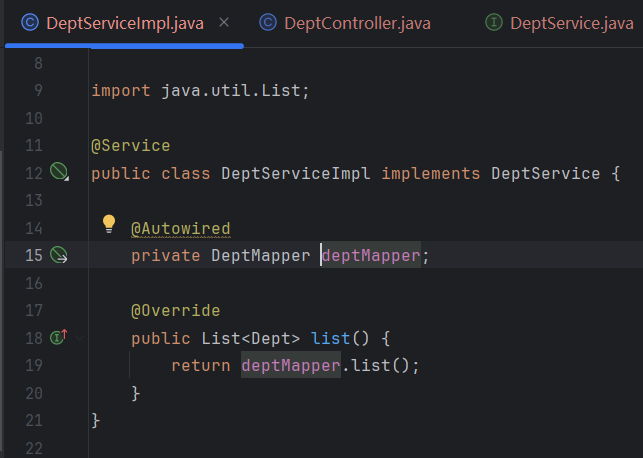 DeptServiceImpl.java × DeptController.java DeptService.java
8
9 import java.util.List;
10
11 @Service
12 public class DeptServiceImpl implements DeptService {
13
14 @Autowired
15 private DeptMapper deptMapper;
16
17 @Override
18 public List<Dept> list() {
19 return deptMapper.list();
20 }
21 }
22